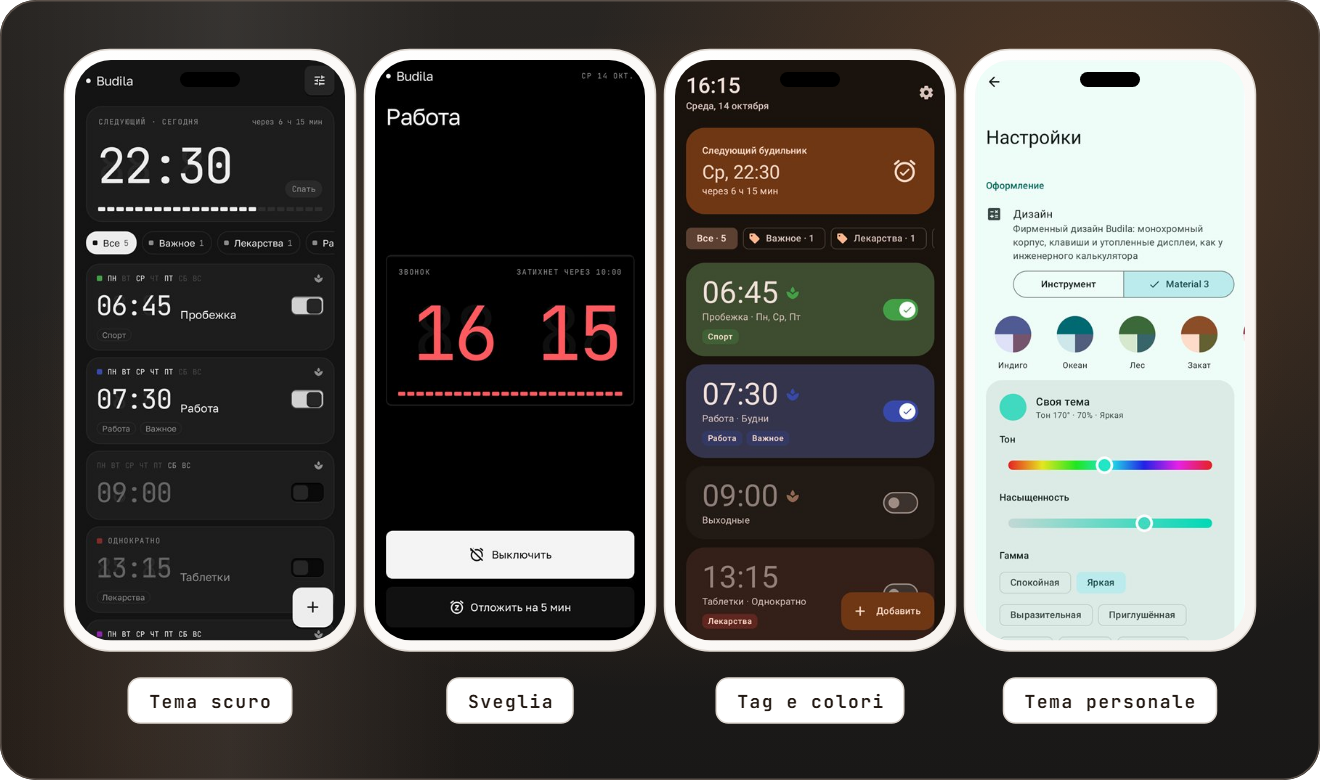 Budila
СЛЕДУЮЩИЙ · СЕГОДНЯ
через 6 ч 15 мин
22:30
Спать
Все 5
Важное 1
Лекарства 1
Ра
ПН ВТ СР ЧТ ПТ СБ ВС
06:45 Пробежка
Спорт
ПН ВТ СР ЧТ ПТ СБ ВС
07:30 Работа
Работа
Важное
ПН ВТ СР ЧТ ПТ СБ ВС
09:00
ОДНОКРАТНО
13:15 Таблетки
Лекарства
+
ПН ВТ СР ЧТ ПТ СБ ВС
Tema scuro
Budila
СР 14 ОКТ.
Работа
ЗВОНОК
ЗАТИХНЕТ ЧЕРЕЗ 10:00
16 15
Выключить
Отложить на 5 мин
Sveglia
16:15
Среда, 14 октября
Следующий будильник
Ср, 22:30
через 6 ч 15 мин
Все · 5
Важное · 1
Лекарства · 1
06:45
Пробежка · Пн, Ср, Пт
Спорт
07:30
Работа · Будни
Работа
Важное
09:00
Выходные
13:15
Таблетки · Однократно
Лекарства
+ Добавить
Tag e colori
Настройки
Оформление
Дизайн
Фирменный дизайн Budila: монохромный
корпус, клавиши и утопленные дисплеи, как у
инженерного калькулятора
Инструмент
Material 3
Индиго
Океан
Лес
Закат
Своя тема
Тон 170° · 70% · Яркая
Тон
Насыщенность
Гамма
Спокойная
Яркая
Выразительная
Приглушённая
Tema personale